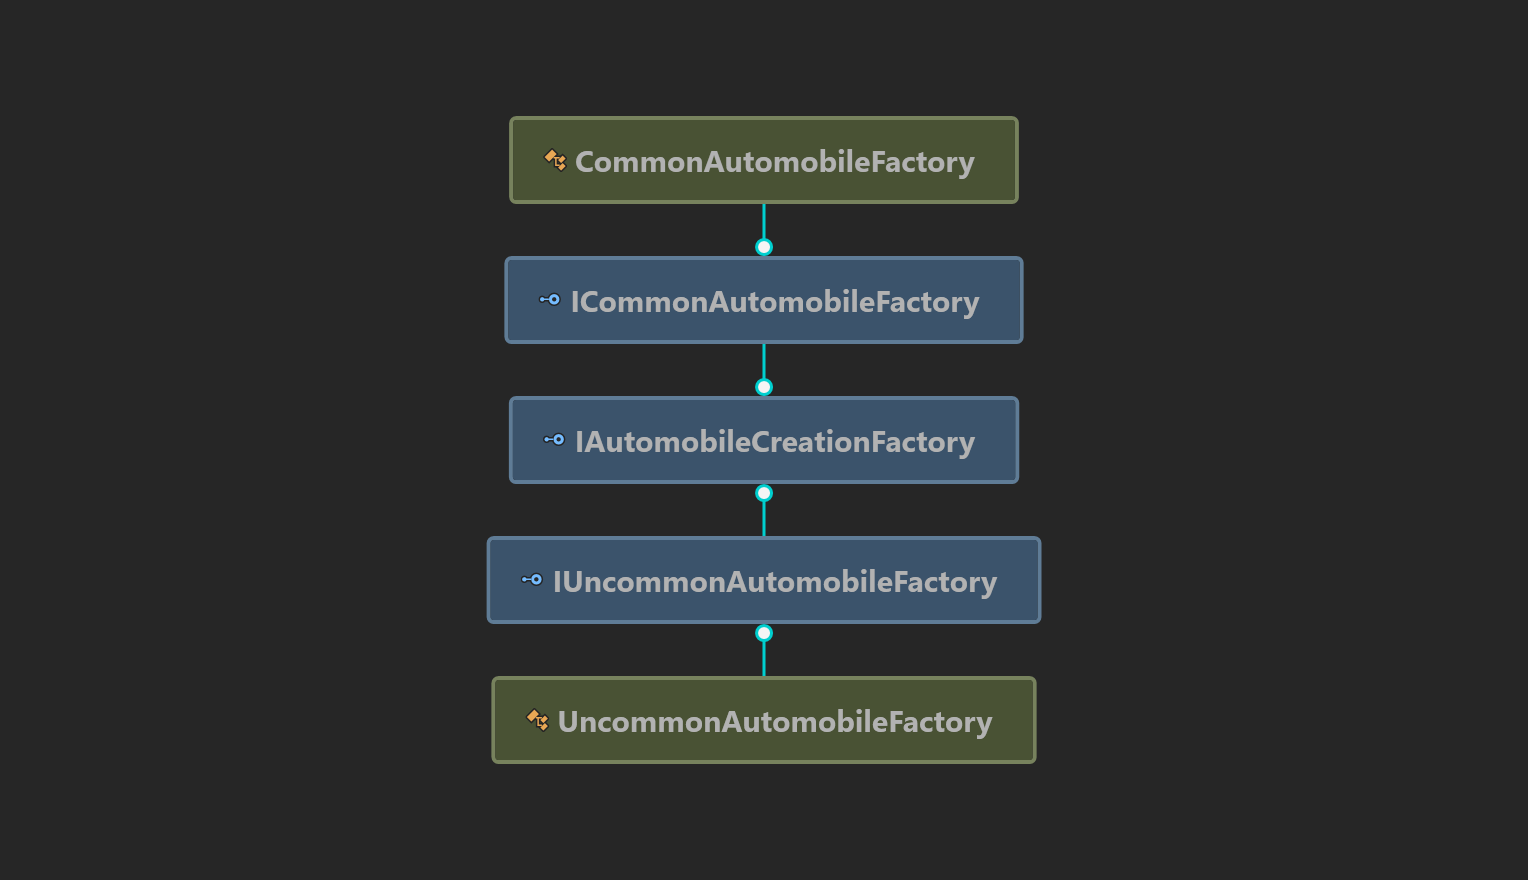 CommonAutomobileFactory
ICommonAutomobileFactory
IAutomobileCreationFactory
IUncommonAutomobileFactory
UncommonAutomobileFactory